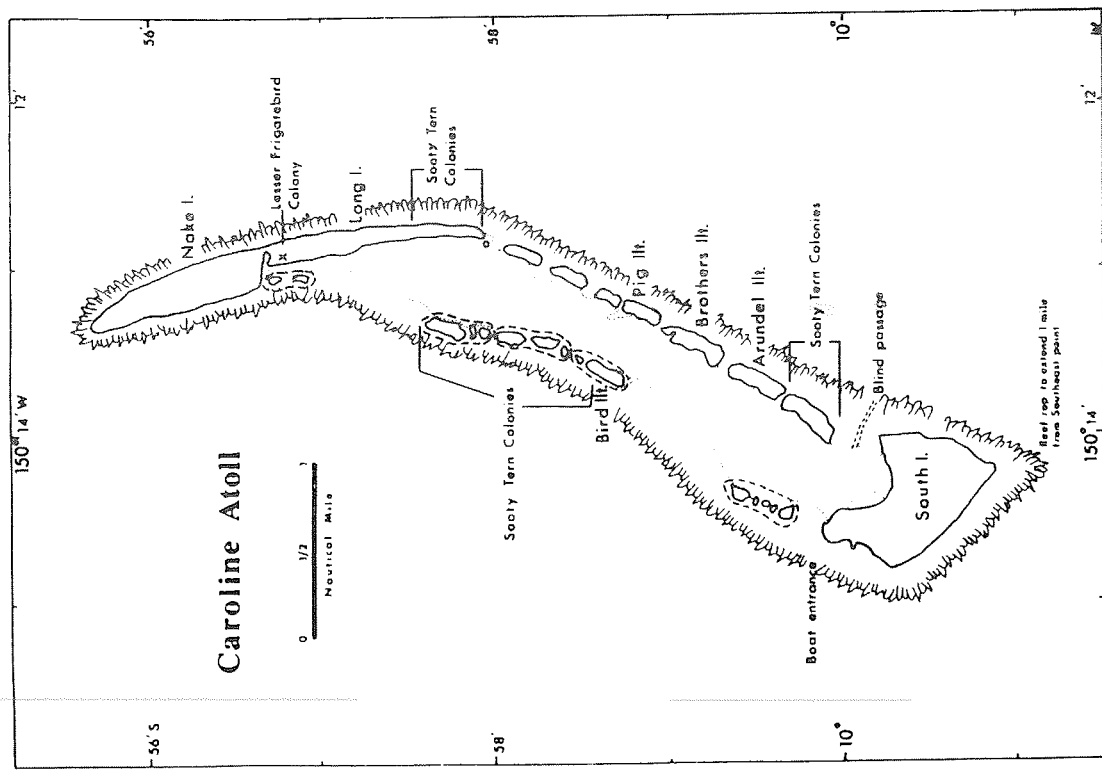 Caroline Atoll
0
1/2
1
Nautical Mile
150° 14' W
12'
56' S
56'
58'
58'
10°
10°
150° 14'
12'
Nake I.
Lesser Frigatebird
Colony
Long I.
Sooty Tern
Colonies
Sooty Tern Colonies
Bird Ilt.
Pig Ilt.
Brothers Ilt.
Arundel Ilt.
Sooty Tern Colonies
Blind passage
South I.
Boat entrance
Reef rep to extend 1 mile
from Southeast point